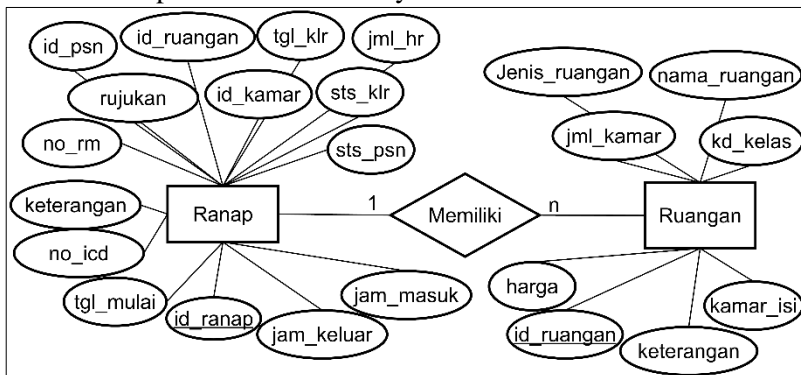 id_psn
id_ruangan
tgl_klr
jml_hr
rujukan
id_kamar
sts_klr
no_rm
sts_psn
keterangan
Ranap
no_icd
tgl_mulai
id_ranap
jam_keluar
jam_masuk
1
Memiliki
n
Jenis_ruangan
nama_ruangan
jml_kamar
kd_kelas
Ruangan
harga
kamar_isi
id_ruangan
keterangan